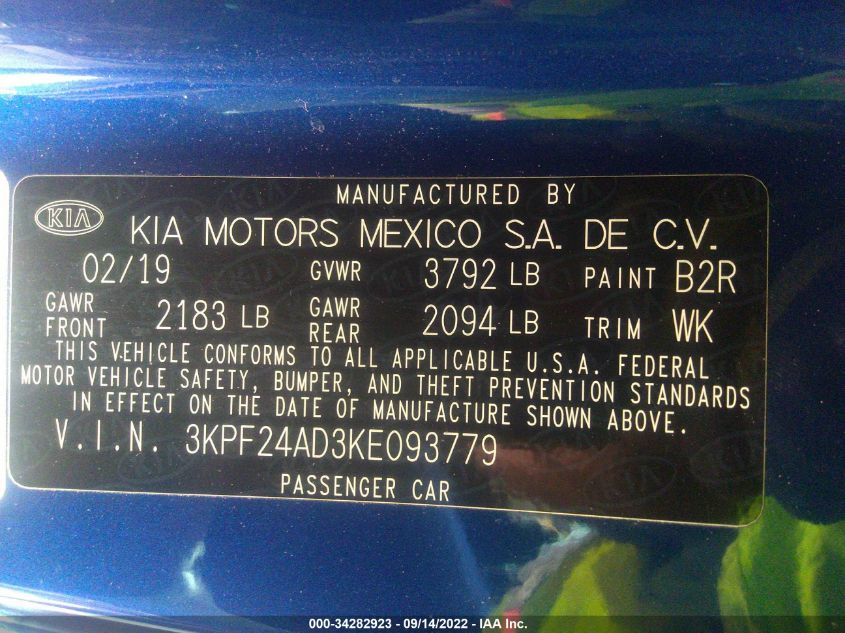 MANUFACTURED BY
KIA KIA MOTORS MEXICO S.A. DE C.V.
02/19 GVWR 3792 LB PAINT B2R
GAWR FRONT 2183 LB GAWR REAR 2094 LB TRIM WK
THIS VEHICLE CONFORMS TO ALL APPLICABLE U.S.A. FEDERAL
MOTOR VEHICLE SAFETY, BUMPER, AND THEFT PREVENTION STANDARDS
IN EFFECT ON THE DATE OF MANUFACTURE SHOWN ABOVE.
V.I.N. 3KPF24AD3KE093779
PASSENGER CAR
000-34282923 - 09/14/2022 - IAA Inc.